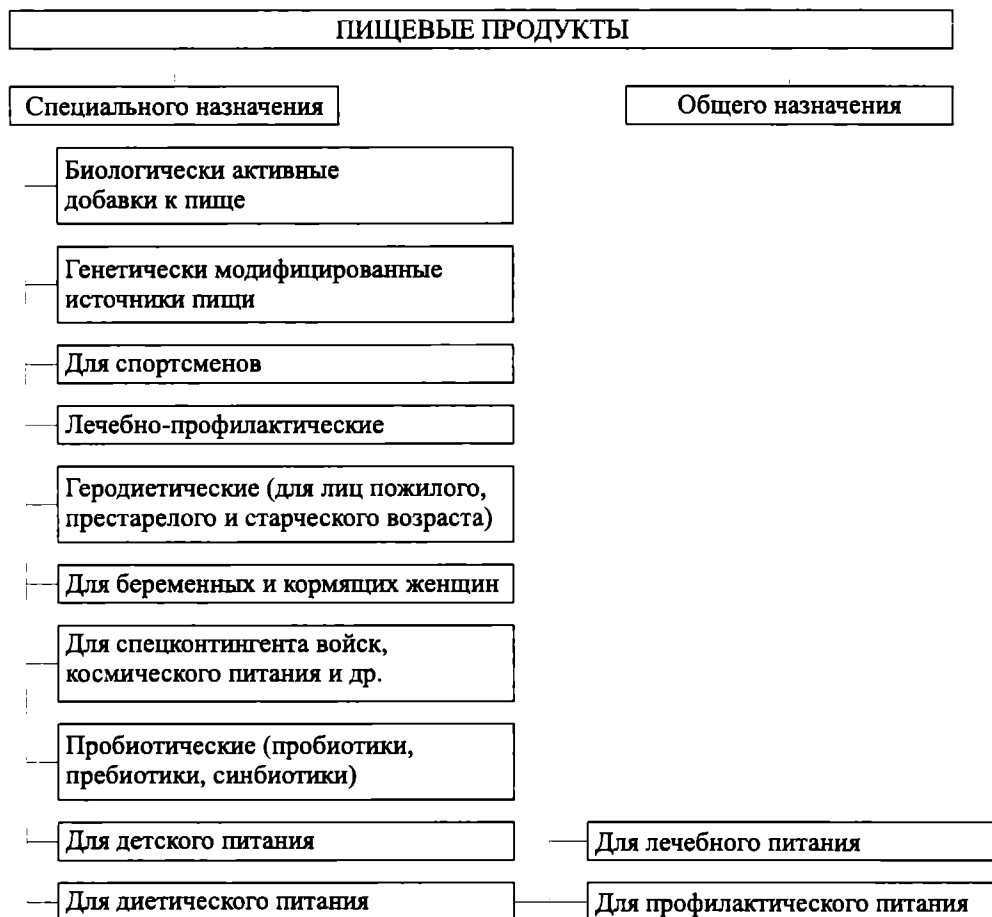 ПИЩЕВЫЕ ПРОДУКТЫ
Специального назначения
Общего назначения
Биологически активные
добавки к пище
Генетически модифицированные
источники пищи
Для спортсменов
Лечебно-профилактические
Геродиетические (для лиц пожилого,
престарелого и старческого возраста)
Для беременных и кормящих женщин
Для спецконтингента войск,
космического питания и др.
Пробиотические (пробиотики,
пребиотики, синбиотики)
Для детского питания
Для лечебного питания
Для диетического питания
Для профилактического питания